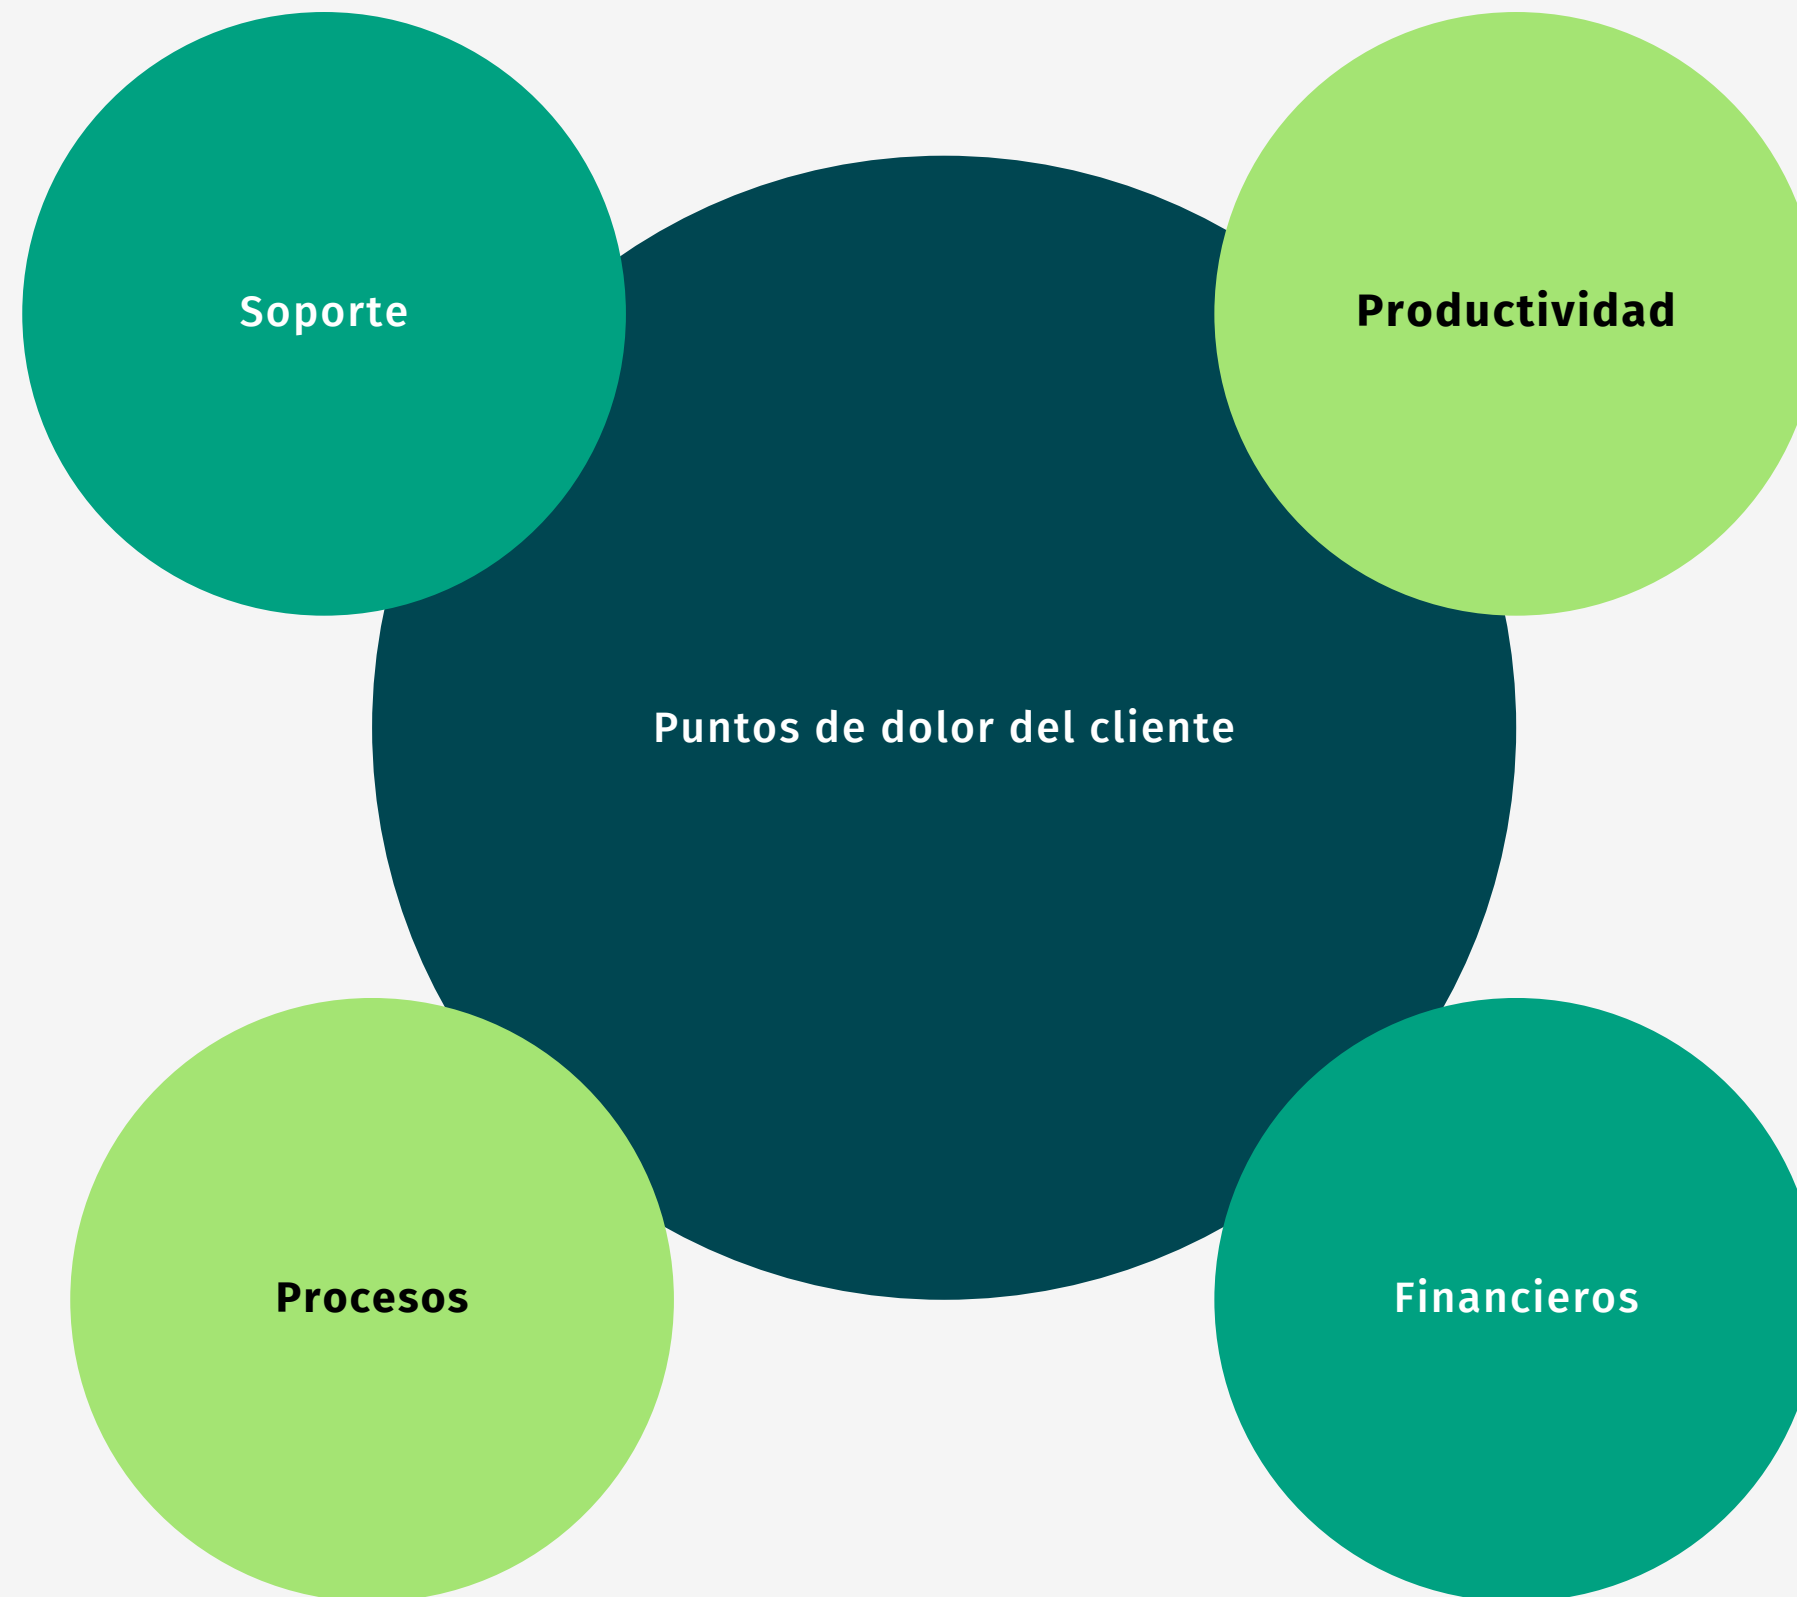 Soporte
Productividad
Puntos de dolor del cliente
Procesos
Financieros